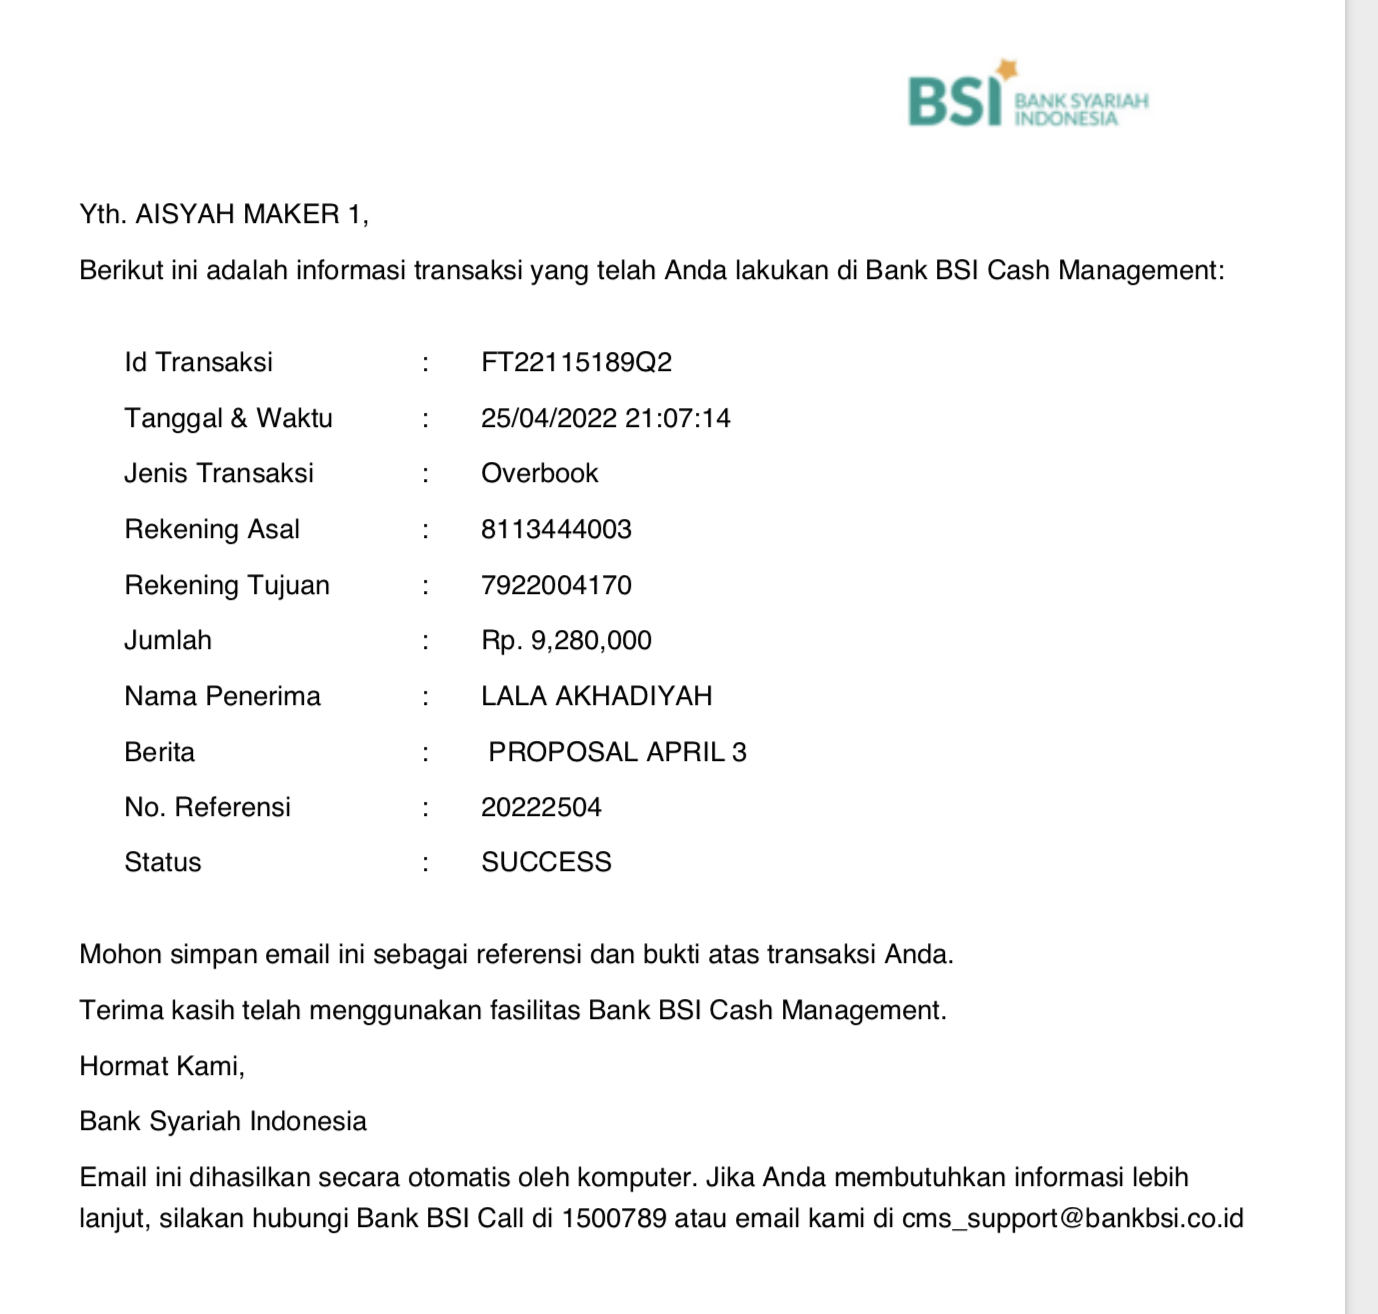 BSI BANK SYARIAH
INDONESIA
Yth. AISYAH MAKER 1,
Berikut ini adalah informasi transaksi yang telah Anda lakukan di Bank BSI Cash Management:
Id Transaksi : FT22115189Q2
Tanggal & Waktu : 25/04/2022 21:07:14
Jenis Transaksi : Overbook
Rekening Asal : 8113444003
Rekening Tujuan : 7922004170
Jumlah : Rp. 9,280,000
Nama Penerima : LALA AKHADIYAH
Berita : PROPOSAL APRIL 3
No. Referensi : 20222504
Status : SUCCESS
Mohon simpan email ini sebagai referensi dan bukti atas transaksi Anda.
Terima kasih telah menggunakan fasilitas Bank BSI Cash Management.
Hormat Kami,
Bank Syariah Indonesia
Email ini dihasilkan secara otomatis oleh komputer. Jika Anda membutuhkan informasi lebih
lanjut, silakan hubungi Bank BSI Call di 1500789 atau email kami di cms_support@bankbsi.co.id